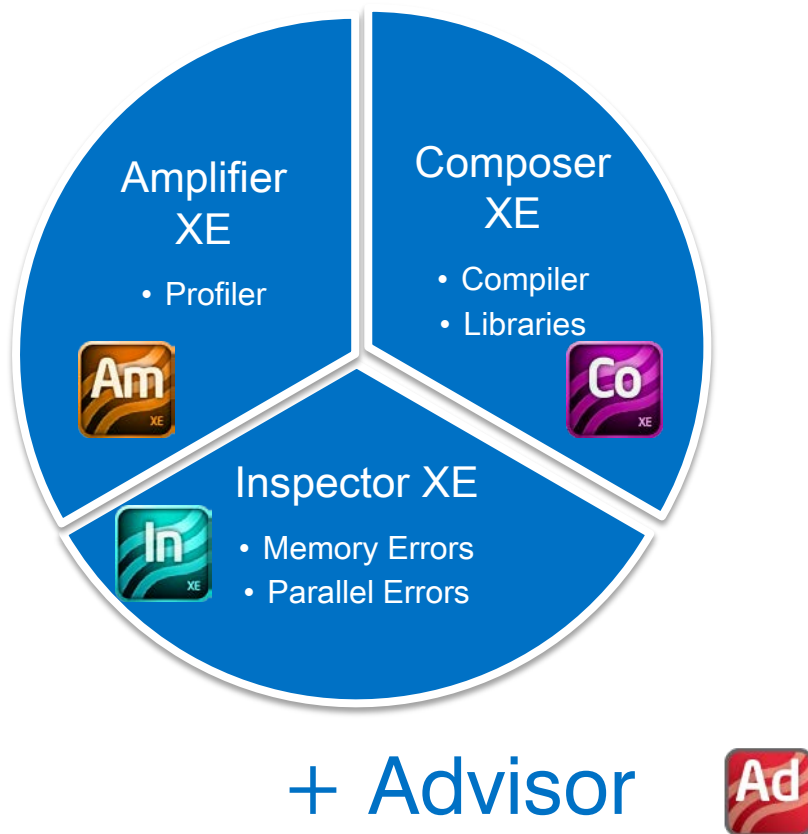 Amplifier
XE
• Profiler
Am
XE
Composer
XE
• Compiler
• Libraries
Co
XE
Inspector XE
• Memory Errors
• Parallel Errors
In
XE
+ Advisor
Ad